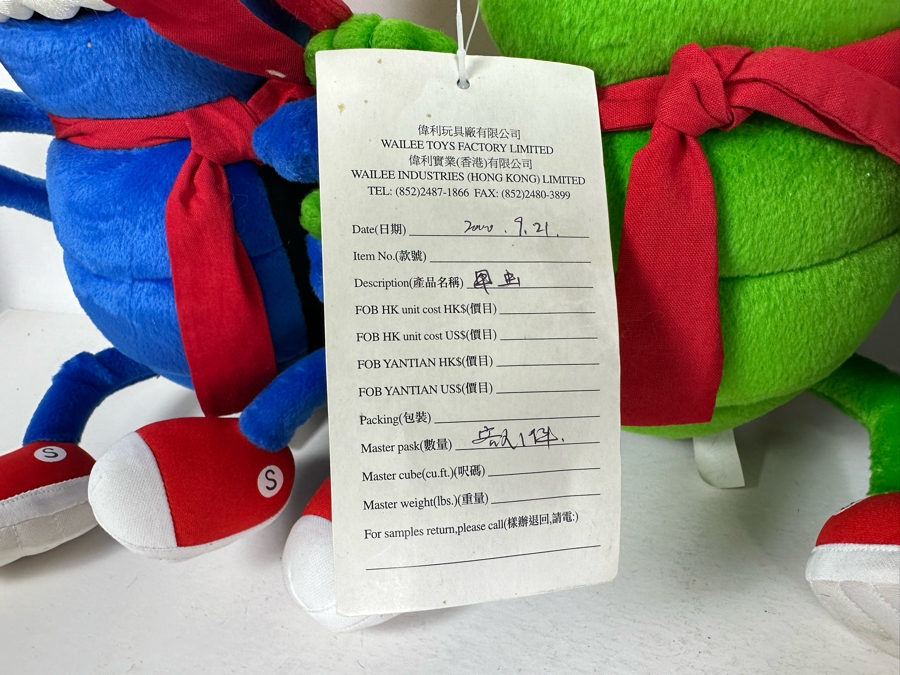 偉利玩具廠有限公司
WAILEE TOYS FACTORY LIMITED
偉利實業(香港)有限公司
WAILEE INDUSTRIES (HONG KONG) LIMITED
TEL: (852)2487-1866 FAX: (852)2480-3899
Date(日期) 2000.9.21.
Item No.(款號)
Description(產品名稱)
FOB HK unit cost HK$(價目)
FOB HK unit cost US$(價目)
FOB YANTIAN HK$(價目)
FOB YANTIAN US$(價目)
Packing(包裝)
Master pask(數量)
Master cube(cu.ft.)(呎碼)
Master weight(lbs.)(重量)
For samples return,please call(樣辦退回,請電:)
S
S